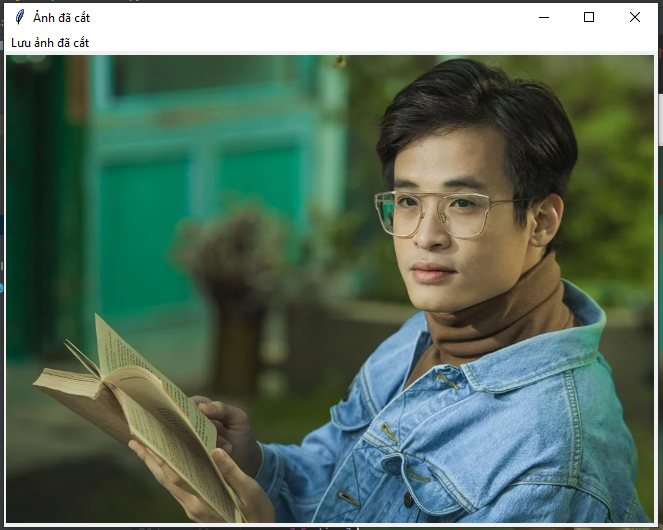 Ảnh đã cắt
Lưu ảnh đã cắt